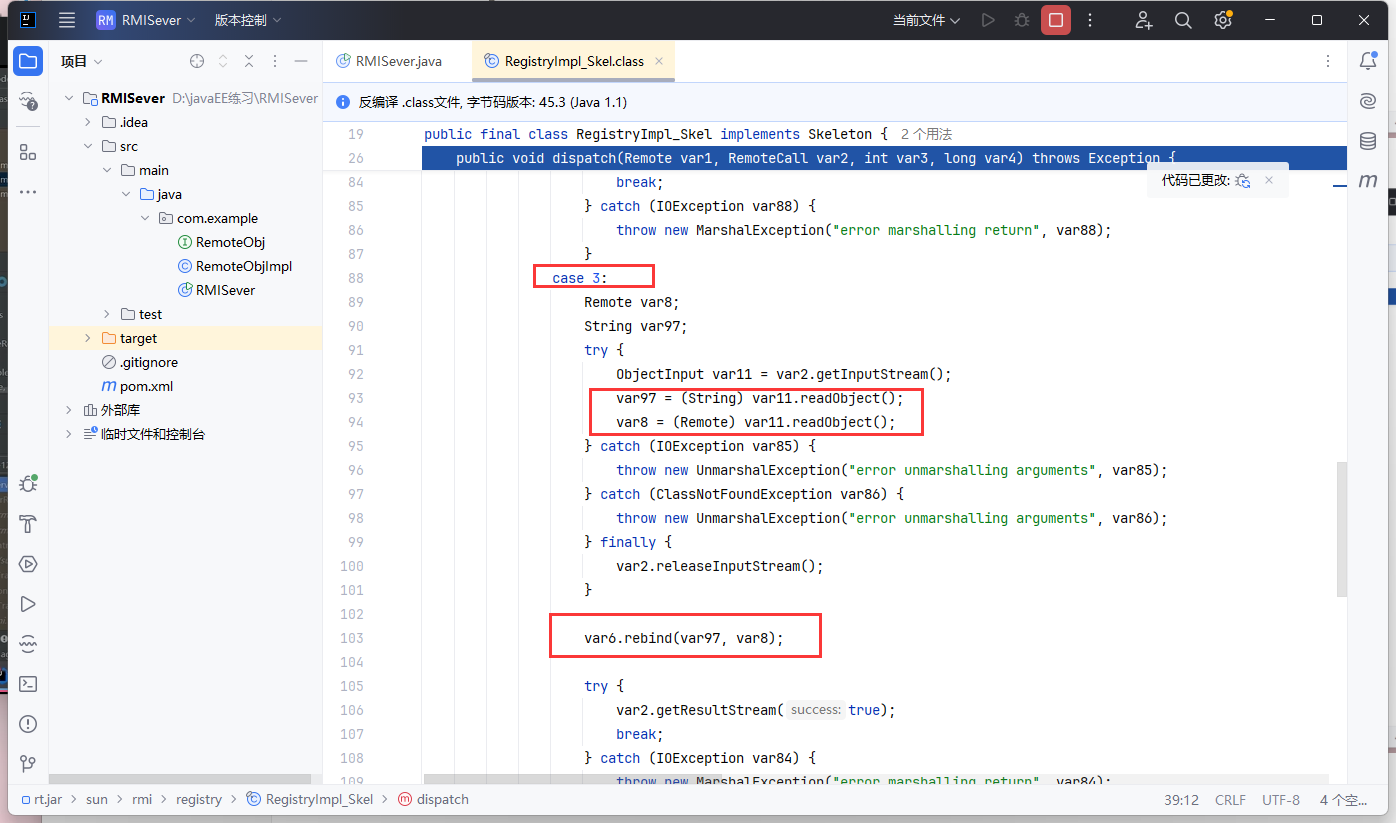 RM RMISever 版本控制 当前文件
项目
RMISever.java RegistryImpl_Skel.class
RMISever D:\javaEE练习\RMISever
.idea
src
main
java
com.example
RemoteObj
RemoteObjImpl
RMISever
test
target
.gitignore
pom.xml
外部库
临时文件和控制台
反编译 .class文件, 字节码版本: 45.3 (Java 1.1)
代码已更改:
19 public final class RegistryImpl_Skel implements Skeleton { 2 个用法
26 public void dispatch(Remote var1, RemoteCall var2, int var3, long var4) throws Exception {
84 break;
85 } catch (IOException var88) {
86 throw new MarshalException("error marshalling return", var88);
87 }
88 case 3:
89 Remote var8;
90 String var97;
91 try {
92 ObjectInput var11 = var2.getInputStream();
93 var97 = (String) var11.readObject();
94 var8 = (Remote) var11.readObject();
95 } catch (IOException var85) {
96 throw new UnmarshalException("error unmarshalling arguments", var85);
97 } catch (ClassNotFoundException var86) {
98 throw new UnmarshalException("error unmarshalling arguments", var86);
99 } finally {
100 var2.releaseInputStream();
101 }
102
103 var6.rebind(var97, var8);
104
105 try {
106 var2.getResultStream( success: true);
107 break;
108 } catch (IOException var84) {
109 throw new MarshalException("error marshalling return", var84);
rt.jar > sun > rmi > registry > RegistryImpl_Skel > dispatch 39:12 CRLF UTF-8 4 个空...